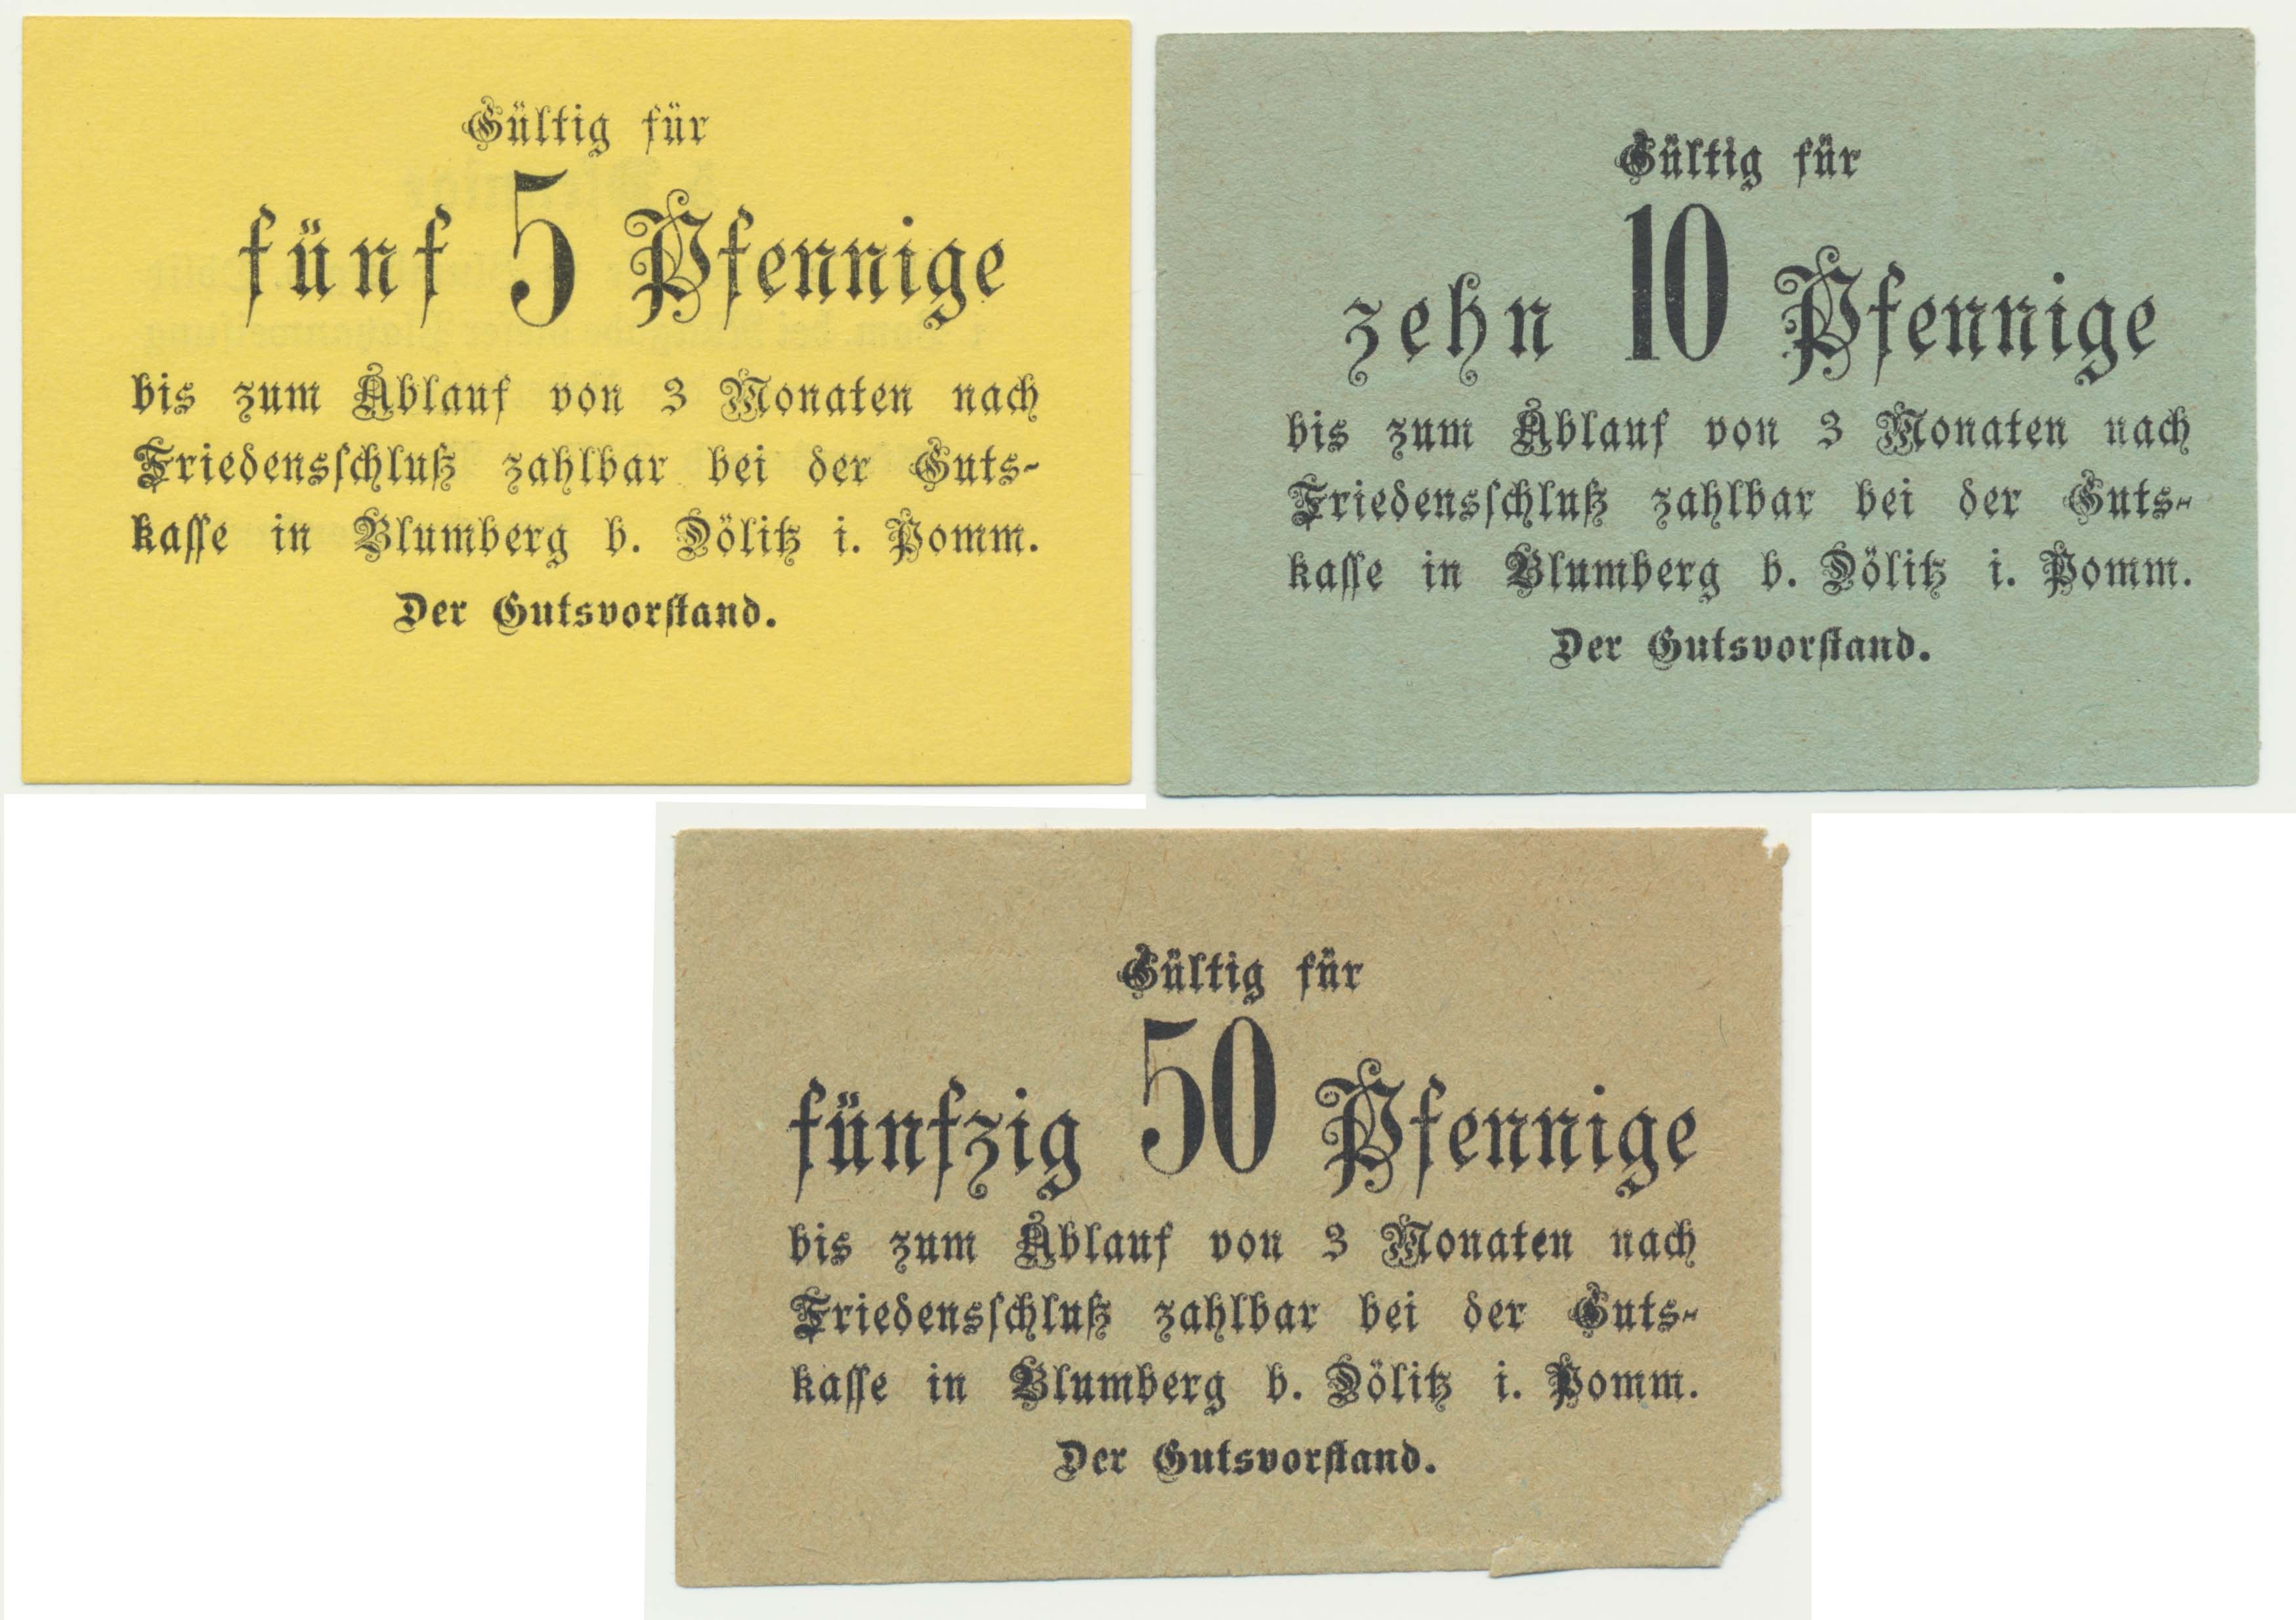 Gültig für
fünf 5 Pfennige
bis zum Ablauf von 3 Monaten nach
Friedensschluß zahlbar bei der Guts-
kasse in Blumberg b. Dölitz i. Pomm.
Der Gutsvorstand.
Gültig für
zehn 10 Pfennige
bis zum Ablauf von 3 Monaten nach
Friedensschluß zahlbar bei der Guts-
kasse in Blumberg b. Dölitz i. Pomm.
Der Gutsvorstand.
Gültig für
fünfzig 50 Pfennige
bis zum Ablauf von 3 Monaten nach
Friedensschluß zahlbar bei der Guts-
kasse in Blumberg b. Dölitz i. Pomm.
Der Gutsvorstand.